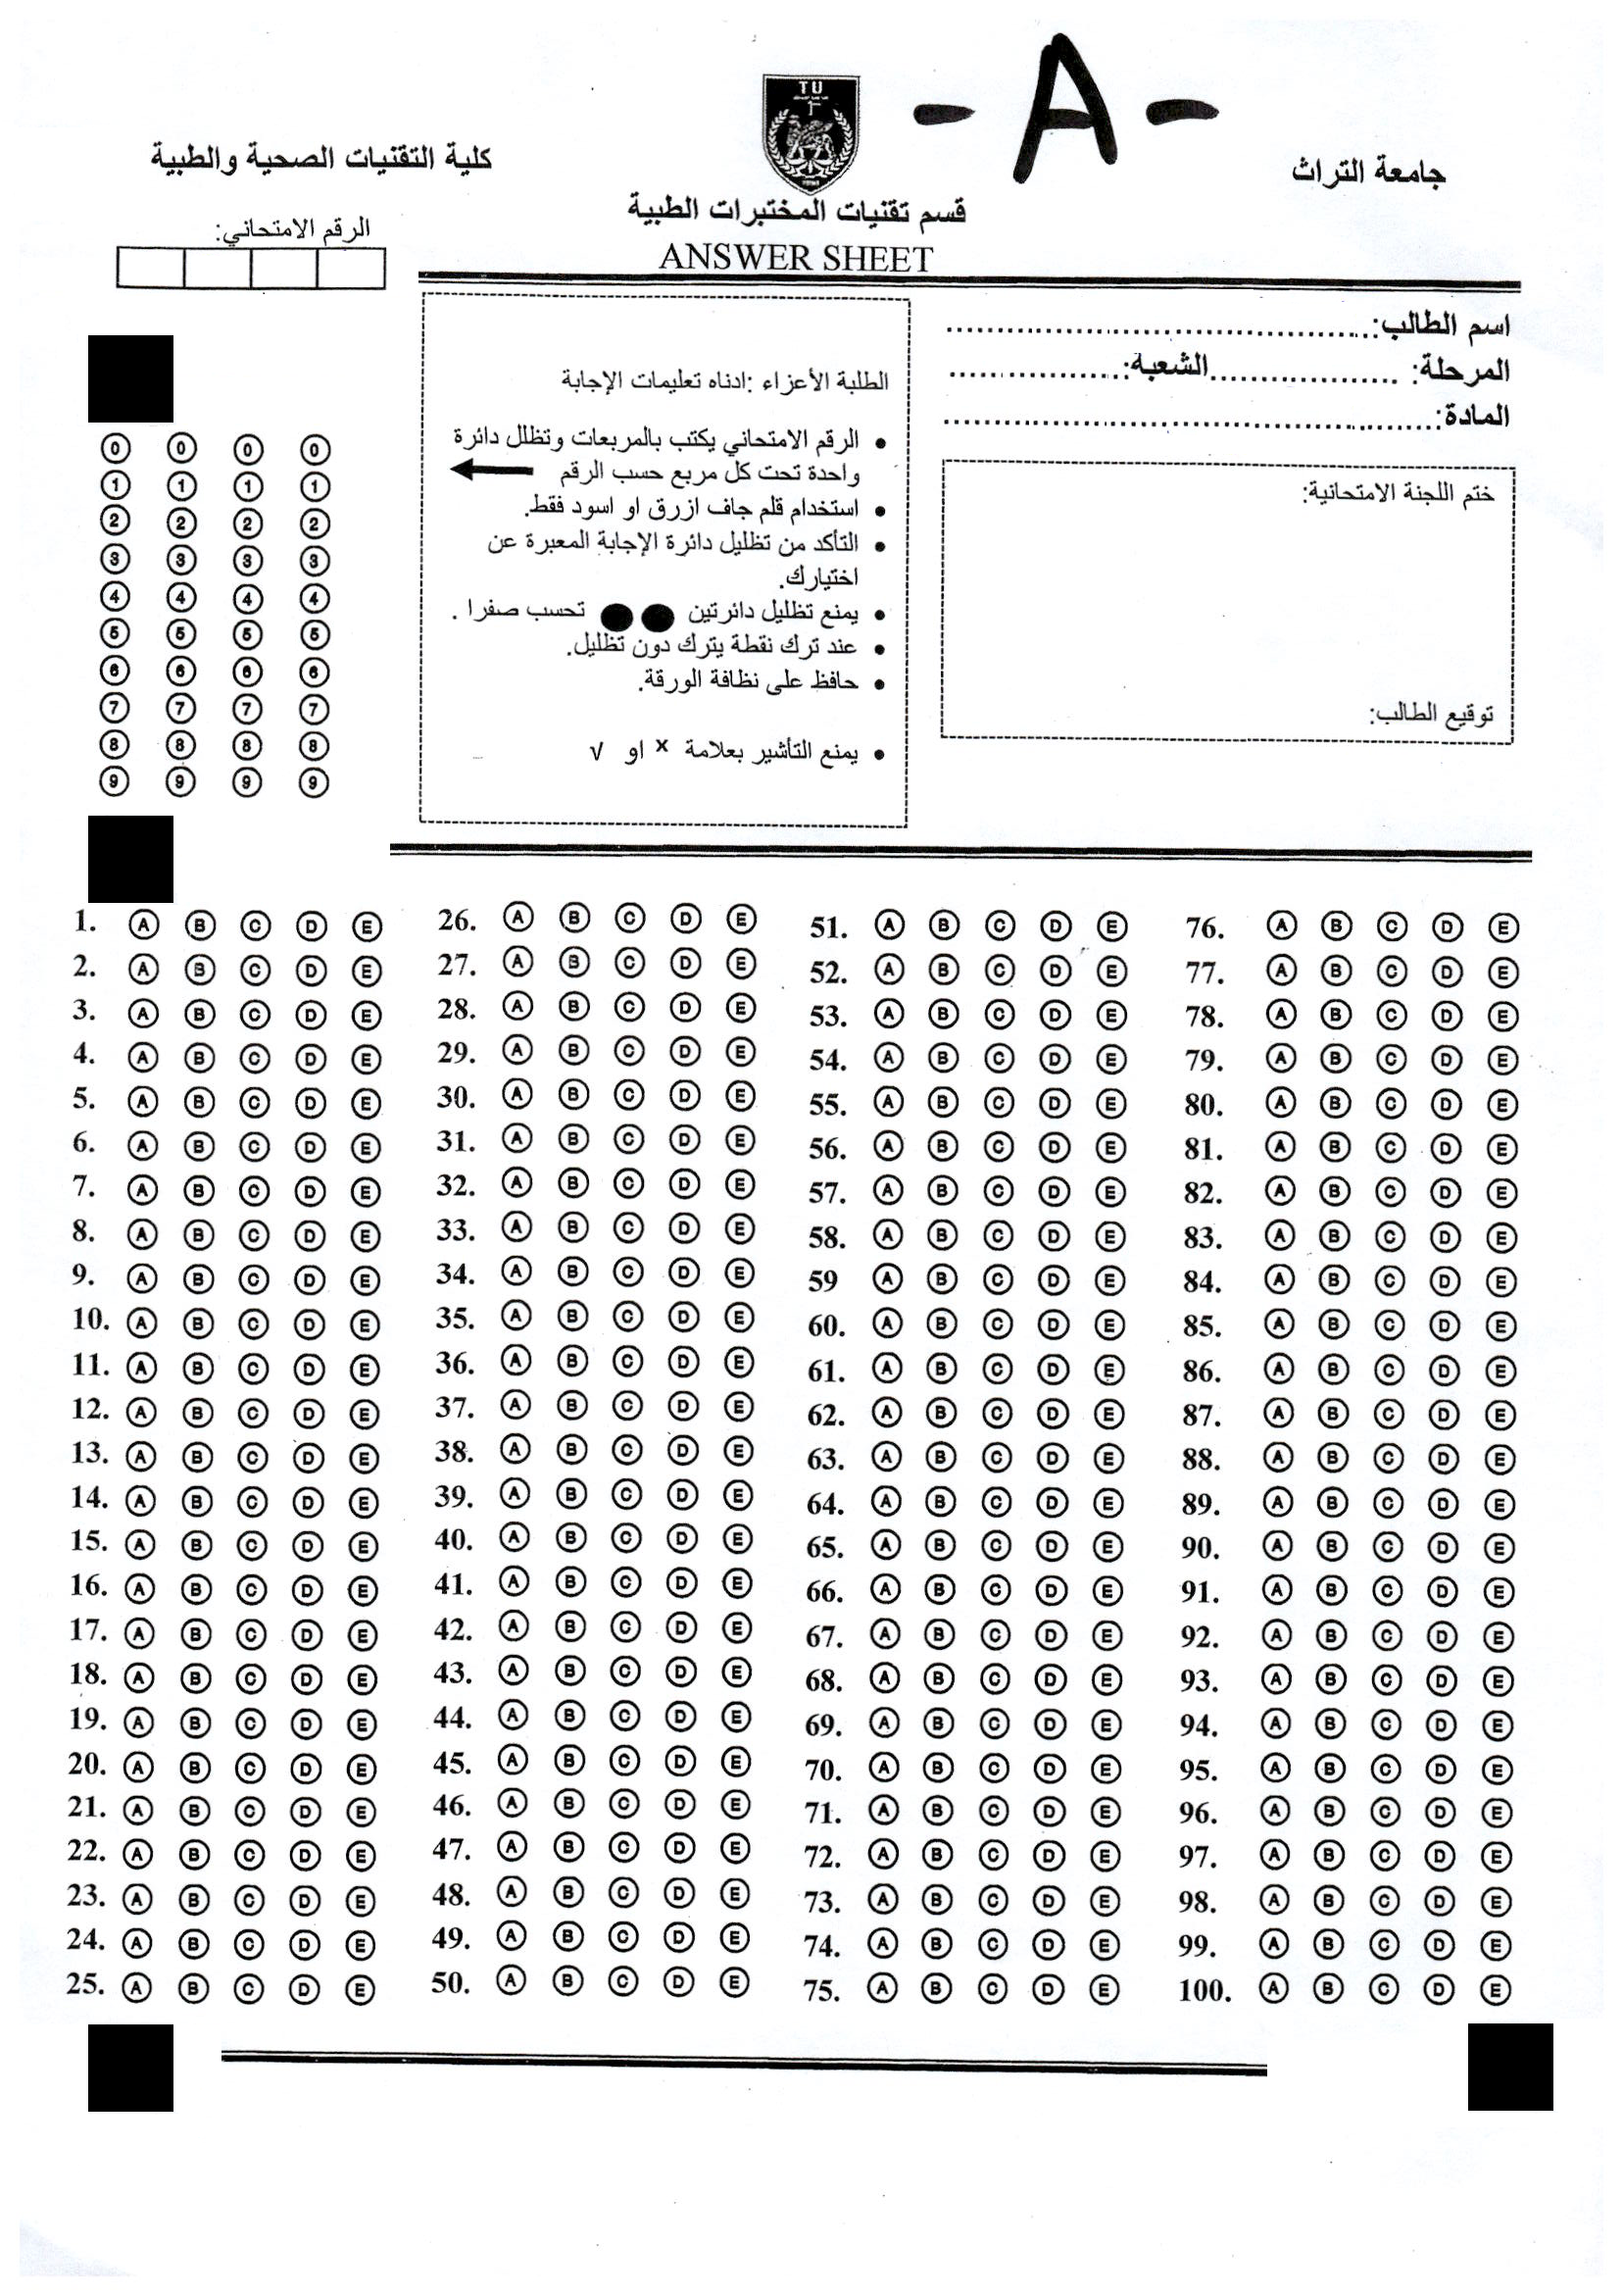 -A-
TU
جامعة التراث
كلية التقنيات الصحية والطبية
قسم تقنيات المختبرات الطبية
ANSWER SHEET
الرقم الامتحاني:
اسم الطالب:
المرحلة: الشعبة:
المادة:
ختم اللجنة الامتحانية:
توقيع الطالب:
الطلبة الأعزاء :ادناه تعليمات الإجابة
• الرقم الامتحاني يكتب بالمربعات وتظلل دائرة
واحدة تحت كل مربع حسب الرقم
• استخدام قلم جاف ازرق او اسود فقط.
• التأكد من تظليل دائرة الإجابة المعبرة عن
اختيارك.
• يمنع تظليل دائرتين تحسب صفرا .
• عند ترك نقطة يترك دون تظليل.
• حافظ على نظافة الورقة.
• يمنع التأشير بعلامة x او √
0 0 0 0
1 1 1 1
2 2 2 2
3 3 3 3
4 4 4 4
5 5 5 5
6 6 6 6
7 7 7 7
8 8 8 8
9 9 9 9
1. A B C D E 26. A B C D E 51. A B C D E 76. A B C D E
2. A B C D E 27. A B C D E 52. A B C D E 77. A B C D E
3. A B C D E 28. A B C D E 53. A B C D E 78. A B C D E
4. A B C D E 29. A B C D E 54. A B C D E 79. A B C D E
5. A B C D E 30. A B C D E 55. A B C D E 80. A B C D E
6. A B C D E 31. A B C D E 56. A B C D E 81. A B C D E
7. A B C D E 32. A B C D E 57. A B C D E 82. A B C D E
8. A B C D E 33. A B C D E 58. A B C D E 83. A B C D E
9. A B C D E 34. A B C D E 59 A B C D E 84. A B C D E
10. A B C D E 35. A B C D E 60. A B C D E 85. A B C D E
11. A B C D E 36. A B C D E 61. A B C D E 86. A B C D E
12. A B C D E 37. A B C D E 62. A B C D E 87. A B C D E
13. A B C D E 38. A B C D E 63. A B C D E 88. A B C D E
14. A B C D E 39. A B C D E 64. A B C D E 89. A B C D E
15. A B C D E 40. A B C D E 65. A B C D E 90. A B C D E
16. A B C D E 41. A B C D E 66. A B C D E 91. A B C D E
17. A B C D E 42. A B C D E 67. A B C D E 92. A B C D E
18. A B C D E 43. A B C D E 68. A B C D E 93. A B C D E
19. A B C D E 44. A B C D E 69. A B C D E 94. A B C D E
20. A B C D E 45. A B C D E 70. A B C D E 95. A B C D E
21. A B C D E 46. A B C D E 71. A B C D E 96. A B C D E
22. A B C D E 47. A B C D E 72. A B C D E 97. A B C D E
23. A B C D E 48. A B C D E 73. A B C D E 98. A B C D E
24. A B C D E 49. A B C D E 74. A B C D E 99. A B C D E
25. A B C D E 50. A B C D E 75. A B C D E 100. A B C D E